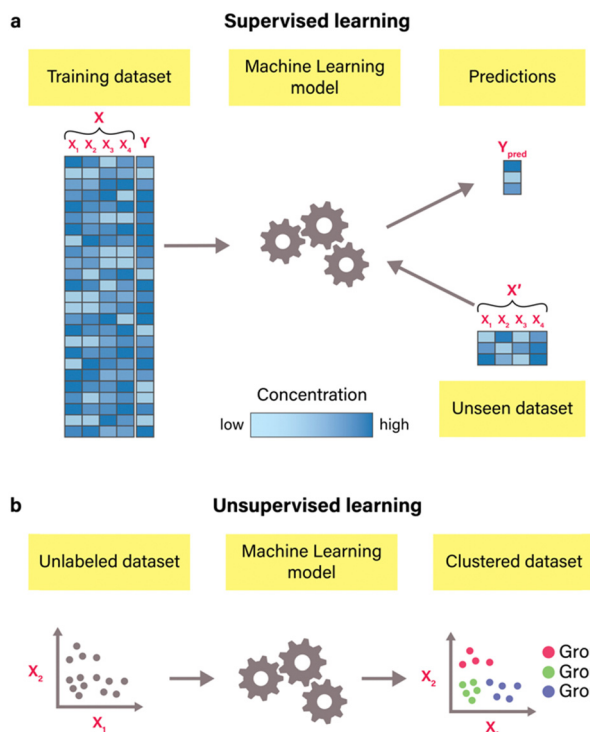 a
Supervised learning
Training dataset
Machine Learning
model
Predictions
X
X₁ X₂ X₃ X₄ Y
Y_pred
X′
X₁ X₂ X₃ X₄
Concentration
low
high
Unseen dataset
b
Unsupervised learning
Unlabeled dataset
Machine Learning
model
Clustered dataset
X₂
X₁
X₂
Gro
Gro
Gro
X